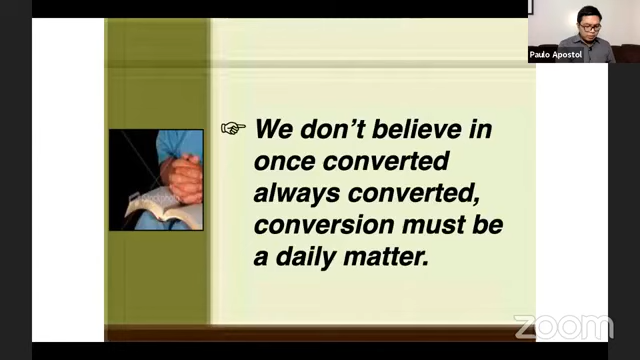 Paulo Apostol
☞ We don't believe in
once converted
always converted,
conversion must be
a daily matter.
zoom